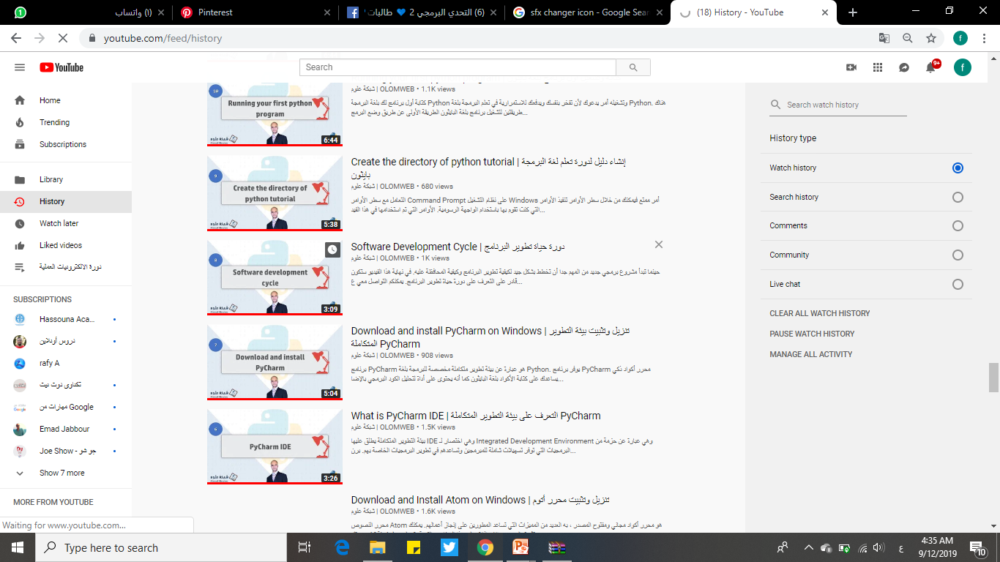 (١) واتساب
Pinterest
(6) التحدي البرمجي 2 💙 طالبات
sfx changer icon - Google Sear
(18) History - YouTube
youtube.com/feed/history
f
YouTube
Search
9+
f
Home
Trending
Subscriptions
Library
History
Watch later
Liked videos
دورة الالكترونيات العملية
SUBSCRIPTIONS
Hassouna Aca...
دروس أونلاين
rafy A
تكناوى دوت نيت
مهارات من Google
Emad Jabbour
Joe Show - جو شو
Show 7 more
MORE FROM YOUTUBE
Waiting for www.youtube.com...
10
Running your first python
program
6:44
شبكة علوم | OLOMWEB • 1.1K views
هناك .Python وتشغيله أمر يدعوك لأن تفخر بنفسك ويدفعك للاستمرارية في تعلم البرمجة بلغة Python كتابة أول برنامج لك بلغة البرمجة
...طريقتين لتشغيل برنامج بلغة البايثون الطريقة الأولى عن طريق وضع البرمج
9
Create the directory of
python tutorial
5:38
Create the directory of python tutorial | إنشاء دليل لدورة تعلم لغة البرمجة
بايثون
شبكة علوم | OLOMWEB • 680 views
أمر ممتع فيمكنك من خلال سطر الأوامر تنفيذ الأوامر Windows على نظام التشغيل Command Prompt التعامل مع سطر الأوامر
...التي كنت تقوم بها باستخدام الواجهة الرسومية. الأوامر التي تم استخدامها في هذا الفيد
8
Software development
cycle
3:09
Software Development Cycle | دورة حياة تطوير البرنامج
شبكة علوم | OLOMWEB • 1K views
حينما تبدأ مشروع برمجي جديد من المهم جدا أن تخطط بشكل جيد لكيفية تطوير البرنامج وكيفية المحافظة عليه. في نهاية هذا الفيديو ستكون
...قادر على التعرف على دورة حياة تطوير البرنامج. يمكنكم التواصل معي ع
7
Download and install
PyCharm
5:04
Download and install PyCharm on Windows | تنزيل وتثبيت بيئة التطوير
المتكاملة PyCharm
شبكة علوم | OLOMWEB • 908 views
محرر أكواد ذكي PyCharm يوفر برنامج .Python هو عبارة عن بيئة تطوير متكاملة مخصصة للبرمجة بلغة PyCharm برنامج
...يساعدك على كتابة الأكواد بلغة البايثون كما أنه يحتوى على أداة لتحليل الكود البرمجي بالإضا
6
PyCharm IDE
3:26
What is PyCharm IDE | التعرف على بيئة التطوير المتكاملة PyCharm
شبكة علوم | OLOMWEB • 1.5K views
وهي عبارة عن حزمة من Integrated Development Environment وهي اختصار لـ IDE بيئة التطوير المتكاملة يطلق عليها
...البرمجيات التي توفر تسهيلات شاملة للمبرمجين وتساعدهم في تطوير البرمجيات الخاصة بهم. برن
Download and Install Atom on Windows | تنزيل وتثبيت محرر أتوم
شبكة علوم | OLOMWEB • 1.6K views
هو محرر أكواد مجاني ومفتوح المصدر ، به العديد من المميزات التي تساعد المطورين على إنجاز أعمالهم. يمكنك Atom محرر النصوص
Search watch history
History type
Watch history
Search history
Comments
Community
Live chat
CLEAR ALL WATCH HISTORY
PAUSE WATCH HISTORY
MANAGE ALL ACTIVITY
Type here to search
ع
4:35 AM
9/12/2019
10